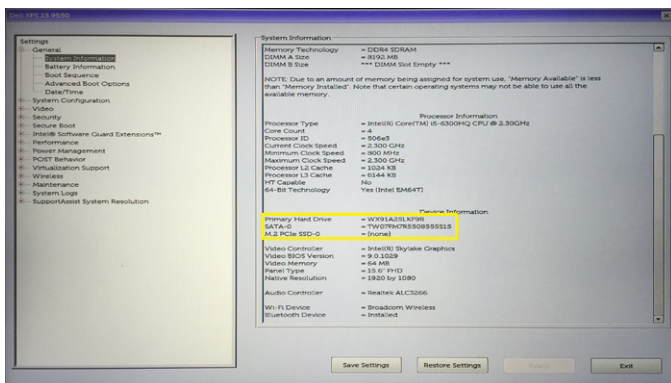 Dell XPS 15 9550
Settings
General
System Information
Battery Information
Boot Sequence
Advanced Boot Options
Date/Time
System Configuration
Video
Security
Secure Boot
Intel® Software Guard Extensions™
Performance
Power Management
POST Behavior
Virtualization Support
Wireless
Maintenance
System Logs
SupportAssist System Resolution
System Information
Memory Technology = DDR4 SDRAM
DIMM A Size = 8192 MB
DIMM B Size *** DIMM Slot Empty ***
NOTE: Due to an amount of memory being assigned for system use, "Memory Available" is less
than "Memory Installed". Note that certain operating systems may not be able to use all the
available memory.
Processor Information
Processor Type = Intel(R) Core(TM) i5-6300HQ CPU @ 2.30GHz
Core Count = 4
Processor ID = 506e3
Current Clock Speed = 2.300 GHz
Minimum Clock Speed = 800 MHz
Maximum Clock Speed = 2.300 GHz
Processor L2 Cache = 1024 KB
Processor L3 Cache = 6144 KB
HT Capable No
64-Bit Technology Yes (Intel EM64T)
Device Information
Primary Hard Drive = WX91A25LKF9R
SATA-0 = TW07FM7R5508555515
M.2 PCIe SSD-0 = (none)
Video Controller = Intel(R) Skylake Graphics
Video BIOS Version = 9.0.1029
Video Memory = 64 MB
Panel Type = 15.6" FHD
Native Resolution = 1920 by 1080
Audio Controller = Realtek ALC3266
Wi-Fi Device = Broadcom Wireless
Bluetooth Device = Installed
Save Settings Restore Settings Apply Exit